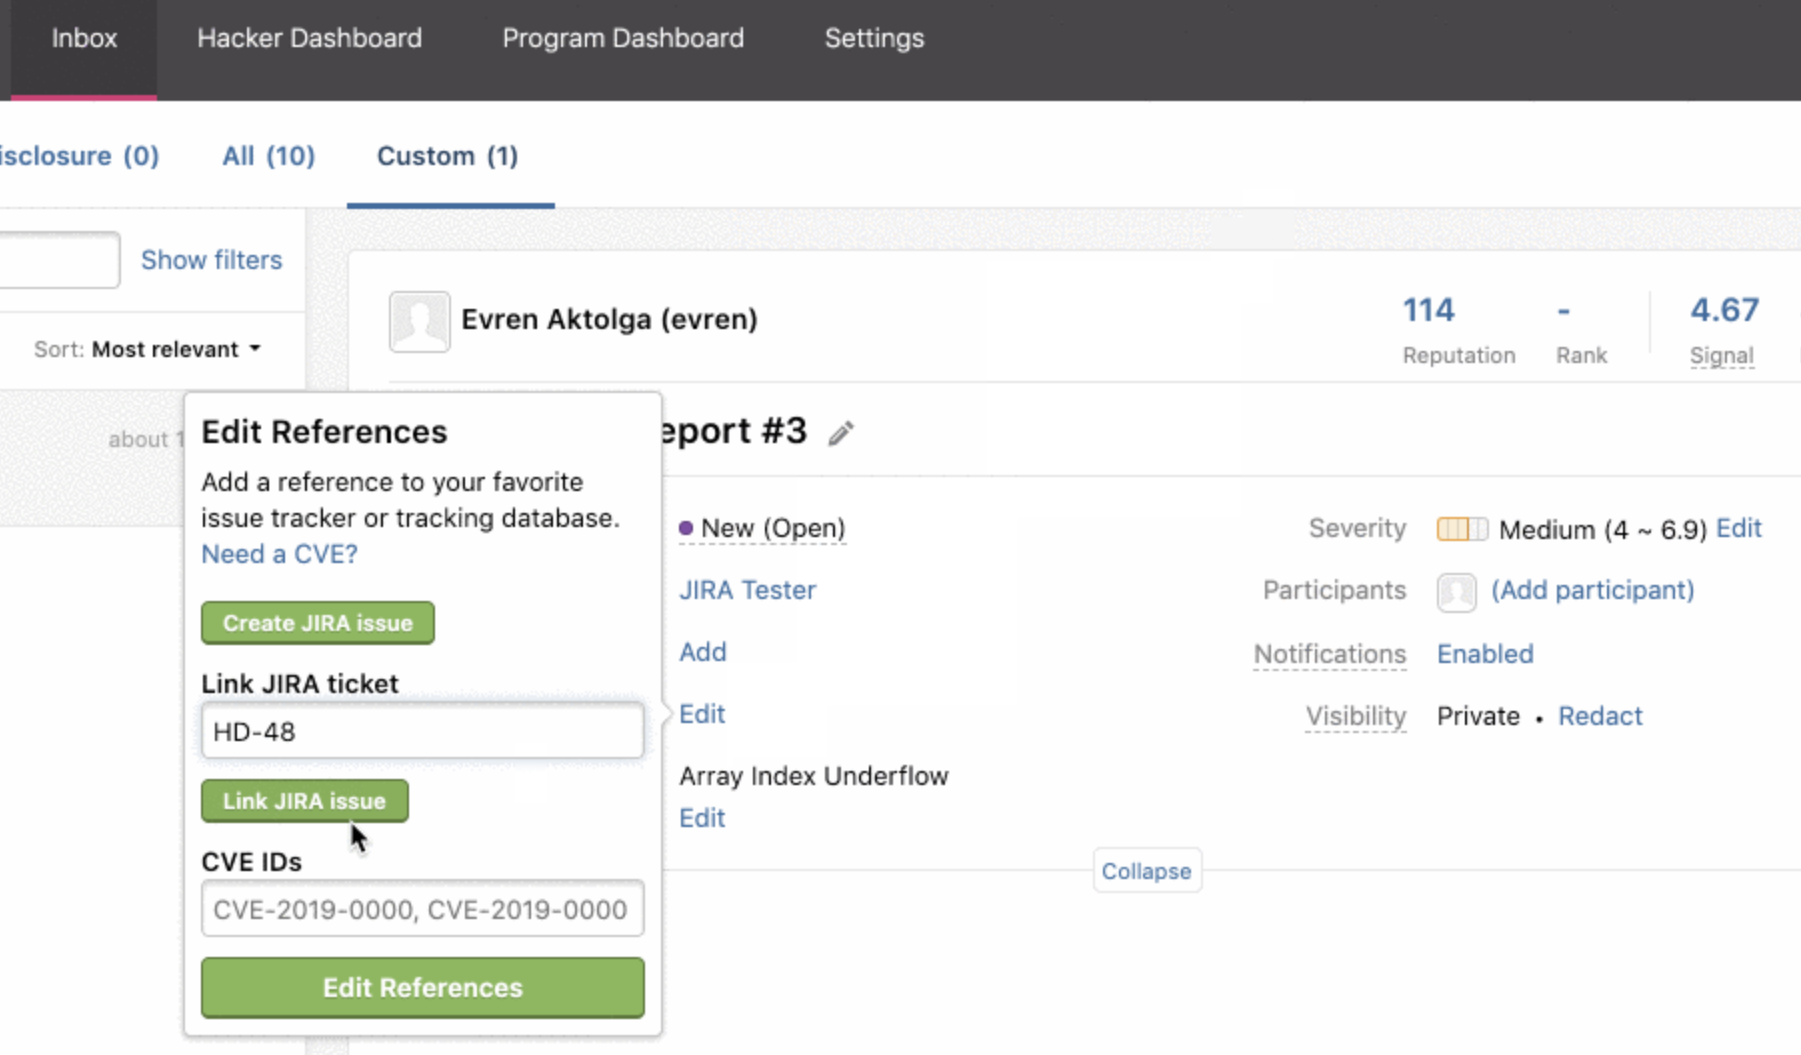 Inbox
Hacker Dashboard
Program Dashboard
Settings
isclosure (0)
All (10)
Custom (1)
Show filters
Sort: Most relevant
about 1
Evren Aktolga (evren)
114
Reputation
-
Rank
4.67
Signal
eport #3
Edit References
Add a reference to your favorite
issue tracker or tracking database.
Need a CVE?
Create JIRA issue
Link JIRA ticket
HD-48
Link JIRA issue
CVE IDs
CVE-2019-0000, CVE-2019-0000
Edit References
New (Open)
JIRA Tester
Add
Edit
Array Index Underflow
Edit
Severity
Medium (4 ~ 6.9) Edit
Participants
(Add participant)
Notifications
Enabled
Visibility
Private • Redact
Collapse